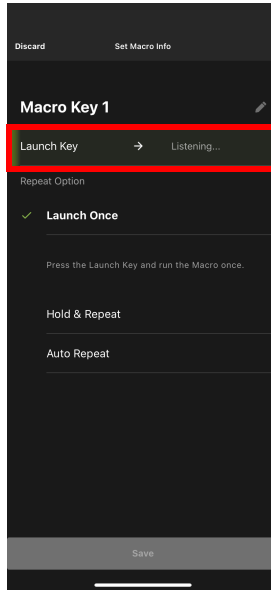 Discard Set Macro Info
Macro Key 1
Launch Key → Listening...
Repeat Option
Launch Once
Press the Launch Key and run the Macro once.
Hold & Repeat
Auto Repeat
Save